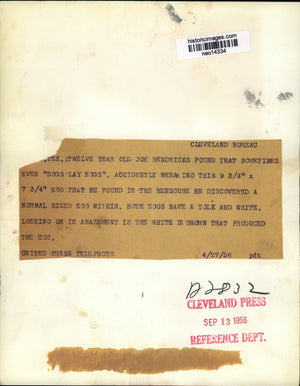 historicimages.com
neo14334
CLEVELAND BUREAU
,TEX.:TWELVE YEAR OLD JOE HENDRICKS FOUND THAT SOMETIMES
EVEN "EGGS LAY EGGS". ACCIDENTLY BREAKING THIS 9 3/4" x
7 3/4" EGG THAT HE FOUND IN THE HENHOUSE HE DISCOVERED A
NORMAL SIZED EGG WITHIN. BOTH EGGS HAVE A YOLK AND WHITE.
LOOKING ON IN AMAZEMENT IS THE WHITE LEGHORN THAT PRODUCED
THE EGG.
UNITED PRESS TELEPHOTO 4/27/56 pdt
CLEVELAND PRESS
SEP 13 1956
REFERENCE DEPT.